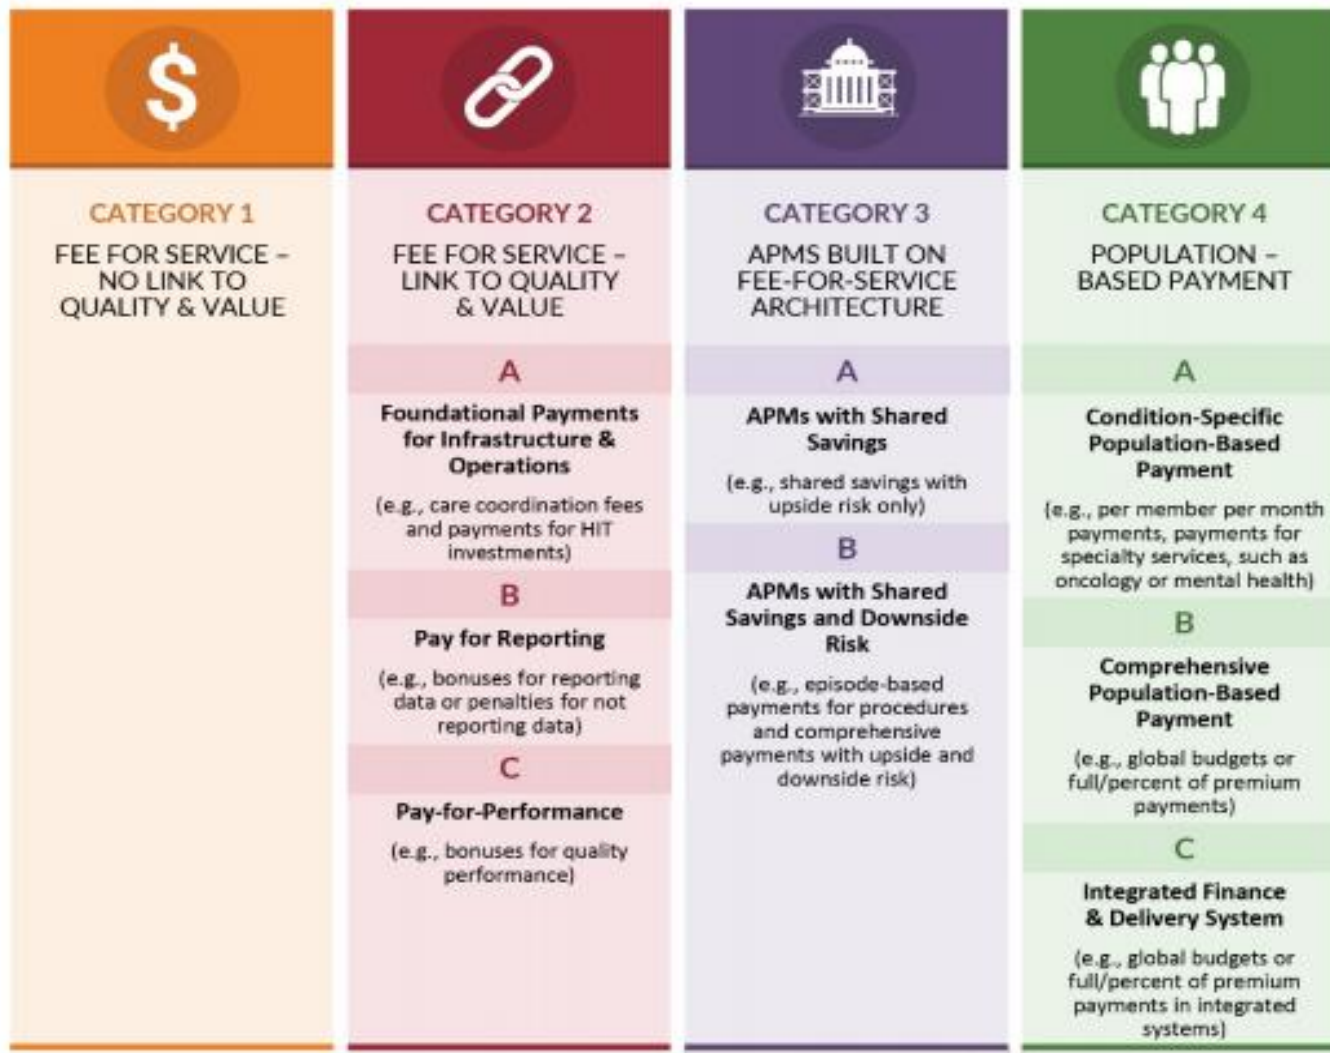 $
CATEGORY 1
FEE FOR SERVICE –
NO LINK TO
QUALITY & VALUE
CATEGORY 2
FEE FOR SERVICE –
LINK TO QUALITY
& VALUE
A
Foundational Payments
for Infrastructure &
Operations
(e.g., care coordination fees
and payments for HIT
investments)
B
Pay for Reporting
(e.g., bonuses for reporting
data or penalties for not
reporting data)
C
Pay-for-Performance
(e.g., bonuses for quality
performance)
CATEGORY 3
APMS BUILT ON
FEE-FOR-SERVICE
ARCHITECTURE
A
APMs with Shared
Savings
(e.g., shared savings with
upside risk only)
B
APMs with Shared
Savings and Downside
Risk
(e.g., episode-based
payments for procedures
and comprehensive
payments with upside and
downside risk)
CATEGORY 4
POPULATION –
BASED PAYMENT
A
Condition-Specific
Population-Based
Payment
(e.g., per member per month
payments, payments for
specialty services, such as
oncology or mental health)
B
Comprehensive
Population-Based
Payment
(e.g., global budgets or
full/percent of premium
payments)
C
Integrated Finance
& Delivery System
(e.g., global budgets or
full/percent of premium
payments in integrated
systems)